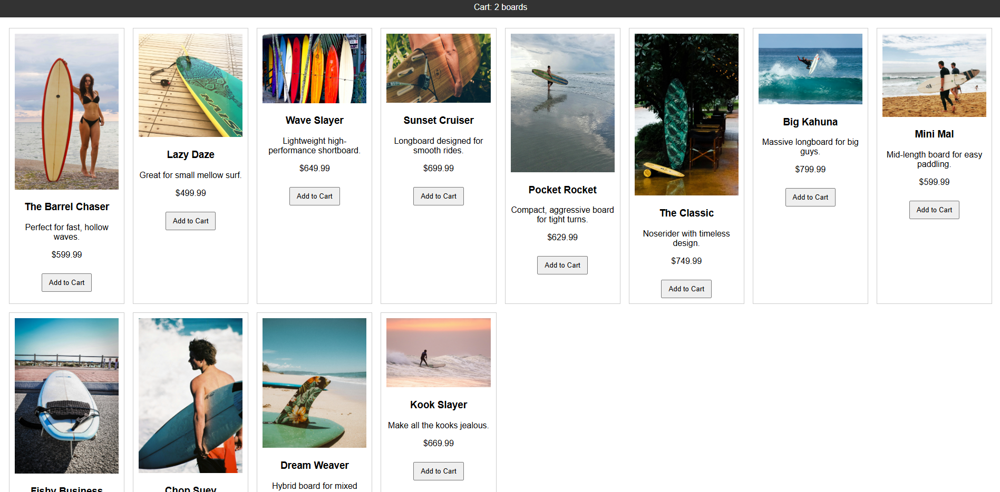 Cart: 2 boards
PARKING
NAISH
The Barrel Chaser
Perfect for fast, hollow
waves.
$599.99
Add to Cart
Lazy Daze
Great for small mellow surf.
$499.99
Add to Cart
Wave Slayer
Lightweight high-
performance shortboard.
$649.99
Add to Cart
Sunset Cruiser
Longboard designed for
smooth rides.
$699.99
Add to Cart
Pocket Rocket
Compact, aggressive board
for tight turns.
$629.99
Add to Cart
The Classic
Noserider with timeless
design.
$749.99
Add to Cart
Big Kahuna
Massive longboard for big
guys.
$799.99
Add to Cart
Mini Mal
Mid-length board for easy
paddling.
$599.99
Add to Cart
Fishy Business
Chop Suey
Dream Weaver
Hybrid board for mixed
Kook Slayer
Make all the kooks jealous.
$669.99
Add to Cart